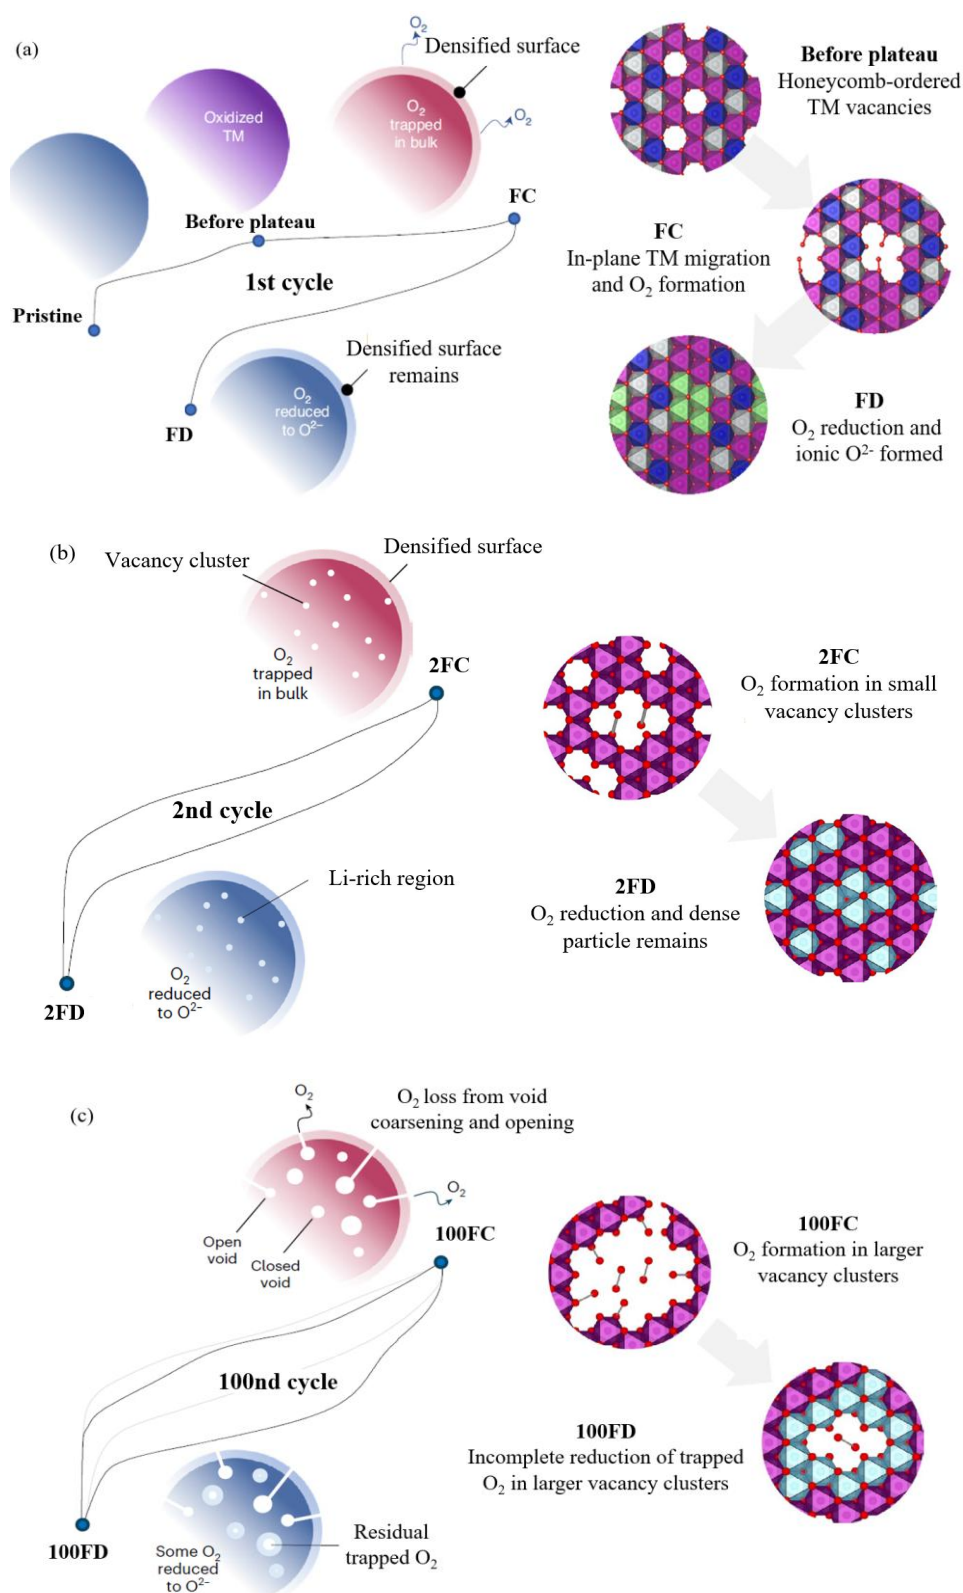 (a)
O₂
Densified surface
Oxidized
TM
O₂
trapped
in bulk
O₂
Before plateau
Honeycomb-ordered
TM vacancies
FC
Before plateau
1st cycle
Pristine
FC
In-plane TM migration
and O₂ formation
Densified surface
remains
O₂
reduced
to O²⁻
FD
FD
O₂ reduction and
ionic O²⁻ formed
(b)
Vacancy cluster
Densified surface
O₂
trapped
in bulk
2FC
2FC
O₂ formation in small
vacancy clusters
2nd cycle
Li-rich region
O₂
reduced
to O²⁻
2FD
2FD
O₂ reduction and dense
particle remains
(c)
O₂
O₂ loss from void
coarsening and opening
O₂
Open
void
Closed
void
100FC
100FC
O₂ formation in larger
vacancy clusters
100nd cycle
100FD
Incomplete reduction of trapped
O₂ in larger vacancy clusters
100FD
Some O₂
reduced
to O²⁻
Residual
trapped O₂